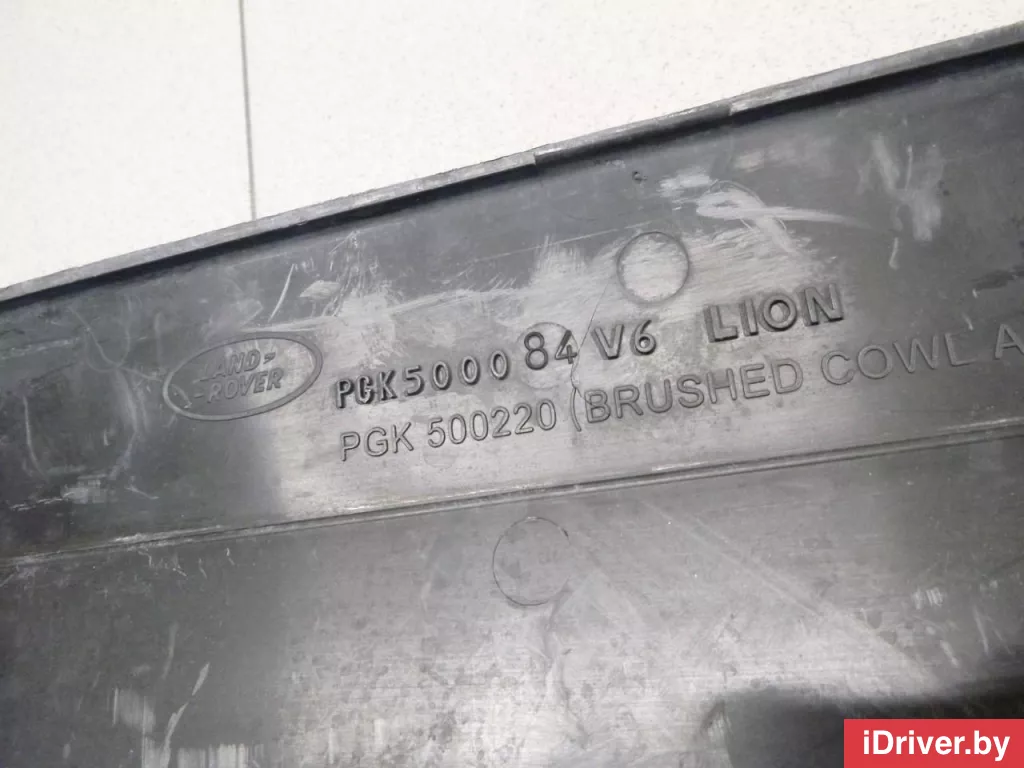 LAND-
-ROVER
PGK500084 V6 LION
PGK 500220 (BRUSHED COWL A
iDriver.by